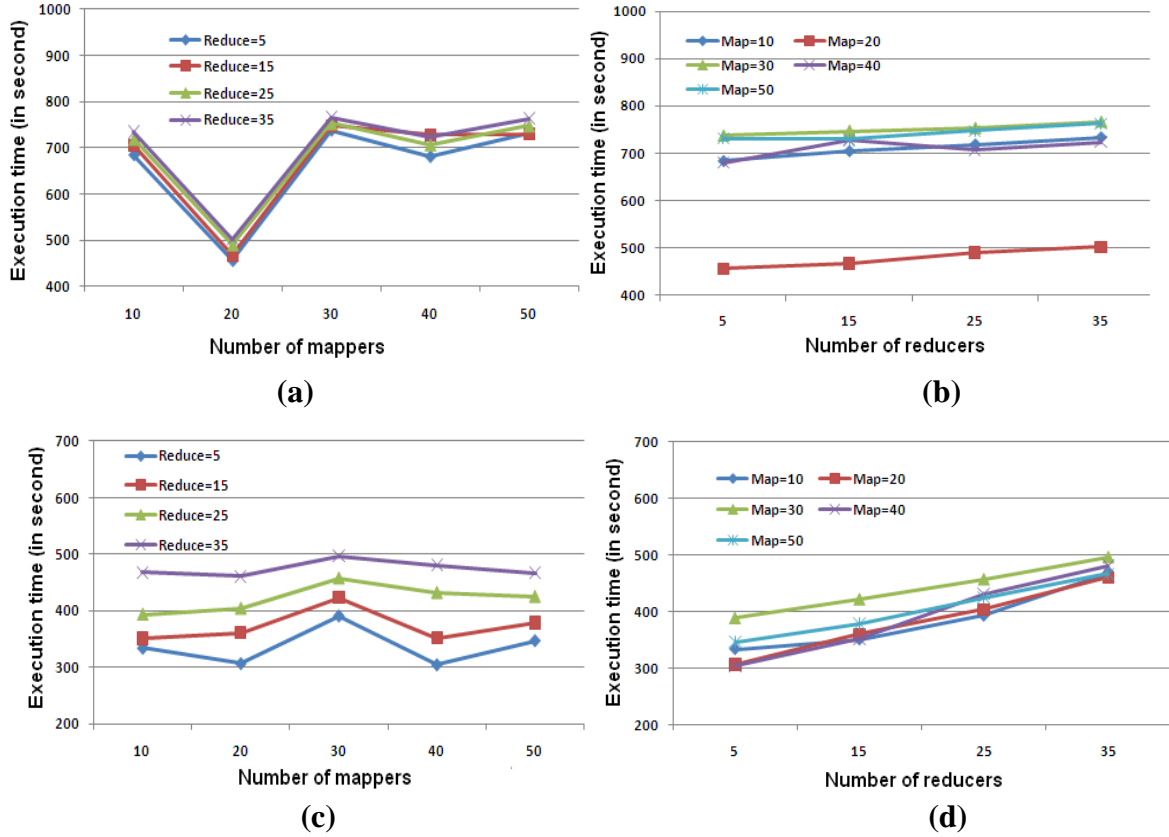 Execution time (in second)
1000
900
800
700
600
500
400
Reduce=5
Reduce=15
Reduce=25
Reduce=35
10 20 30 40 50
Number of mappers
(a)
Execution time (in second)
1000
900
800
700
600
500
400
Map=10 Map=20
Map=30 Map=40
Map=50
5 15 25 35
Number of reducers
(b)
Execution time (in second)
700
600
500
400
300
200
Reduce=5
Reduce=15
Reduce=25
Reduce=35
10 20 30 40 50
Number of mappers
(c)
Execution time (in second)
700
600
500
400
300
200
Map=10 Map=20
Map=30 Map=40
Map=50
5 15 25 35
Number of reducers
(d)